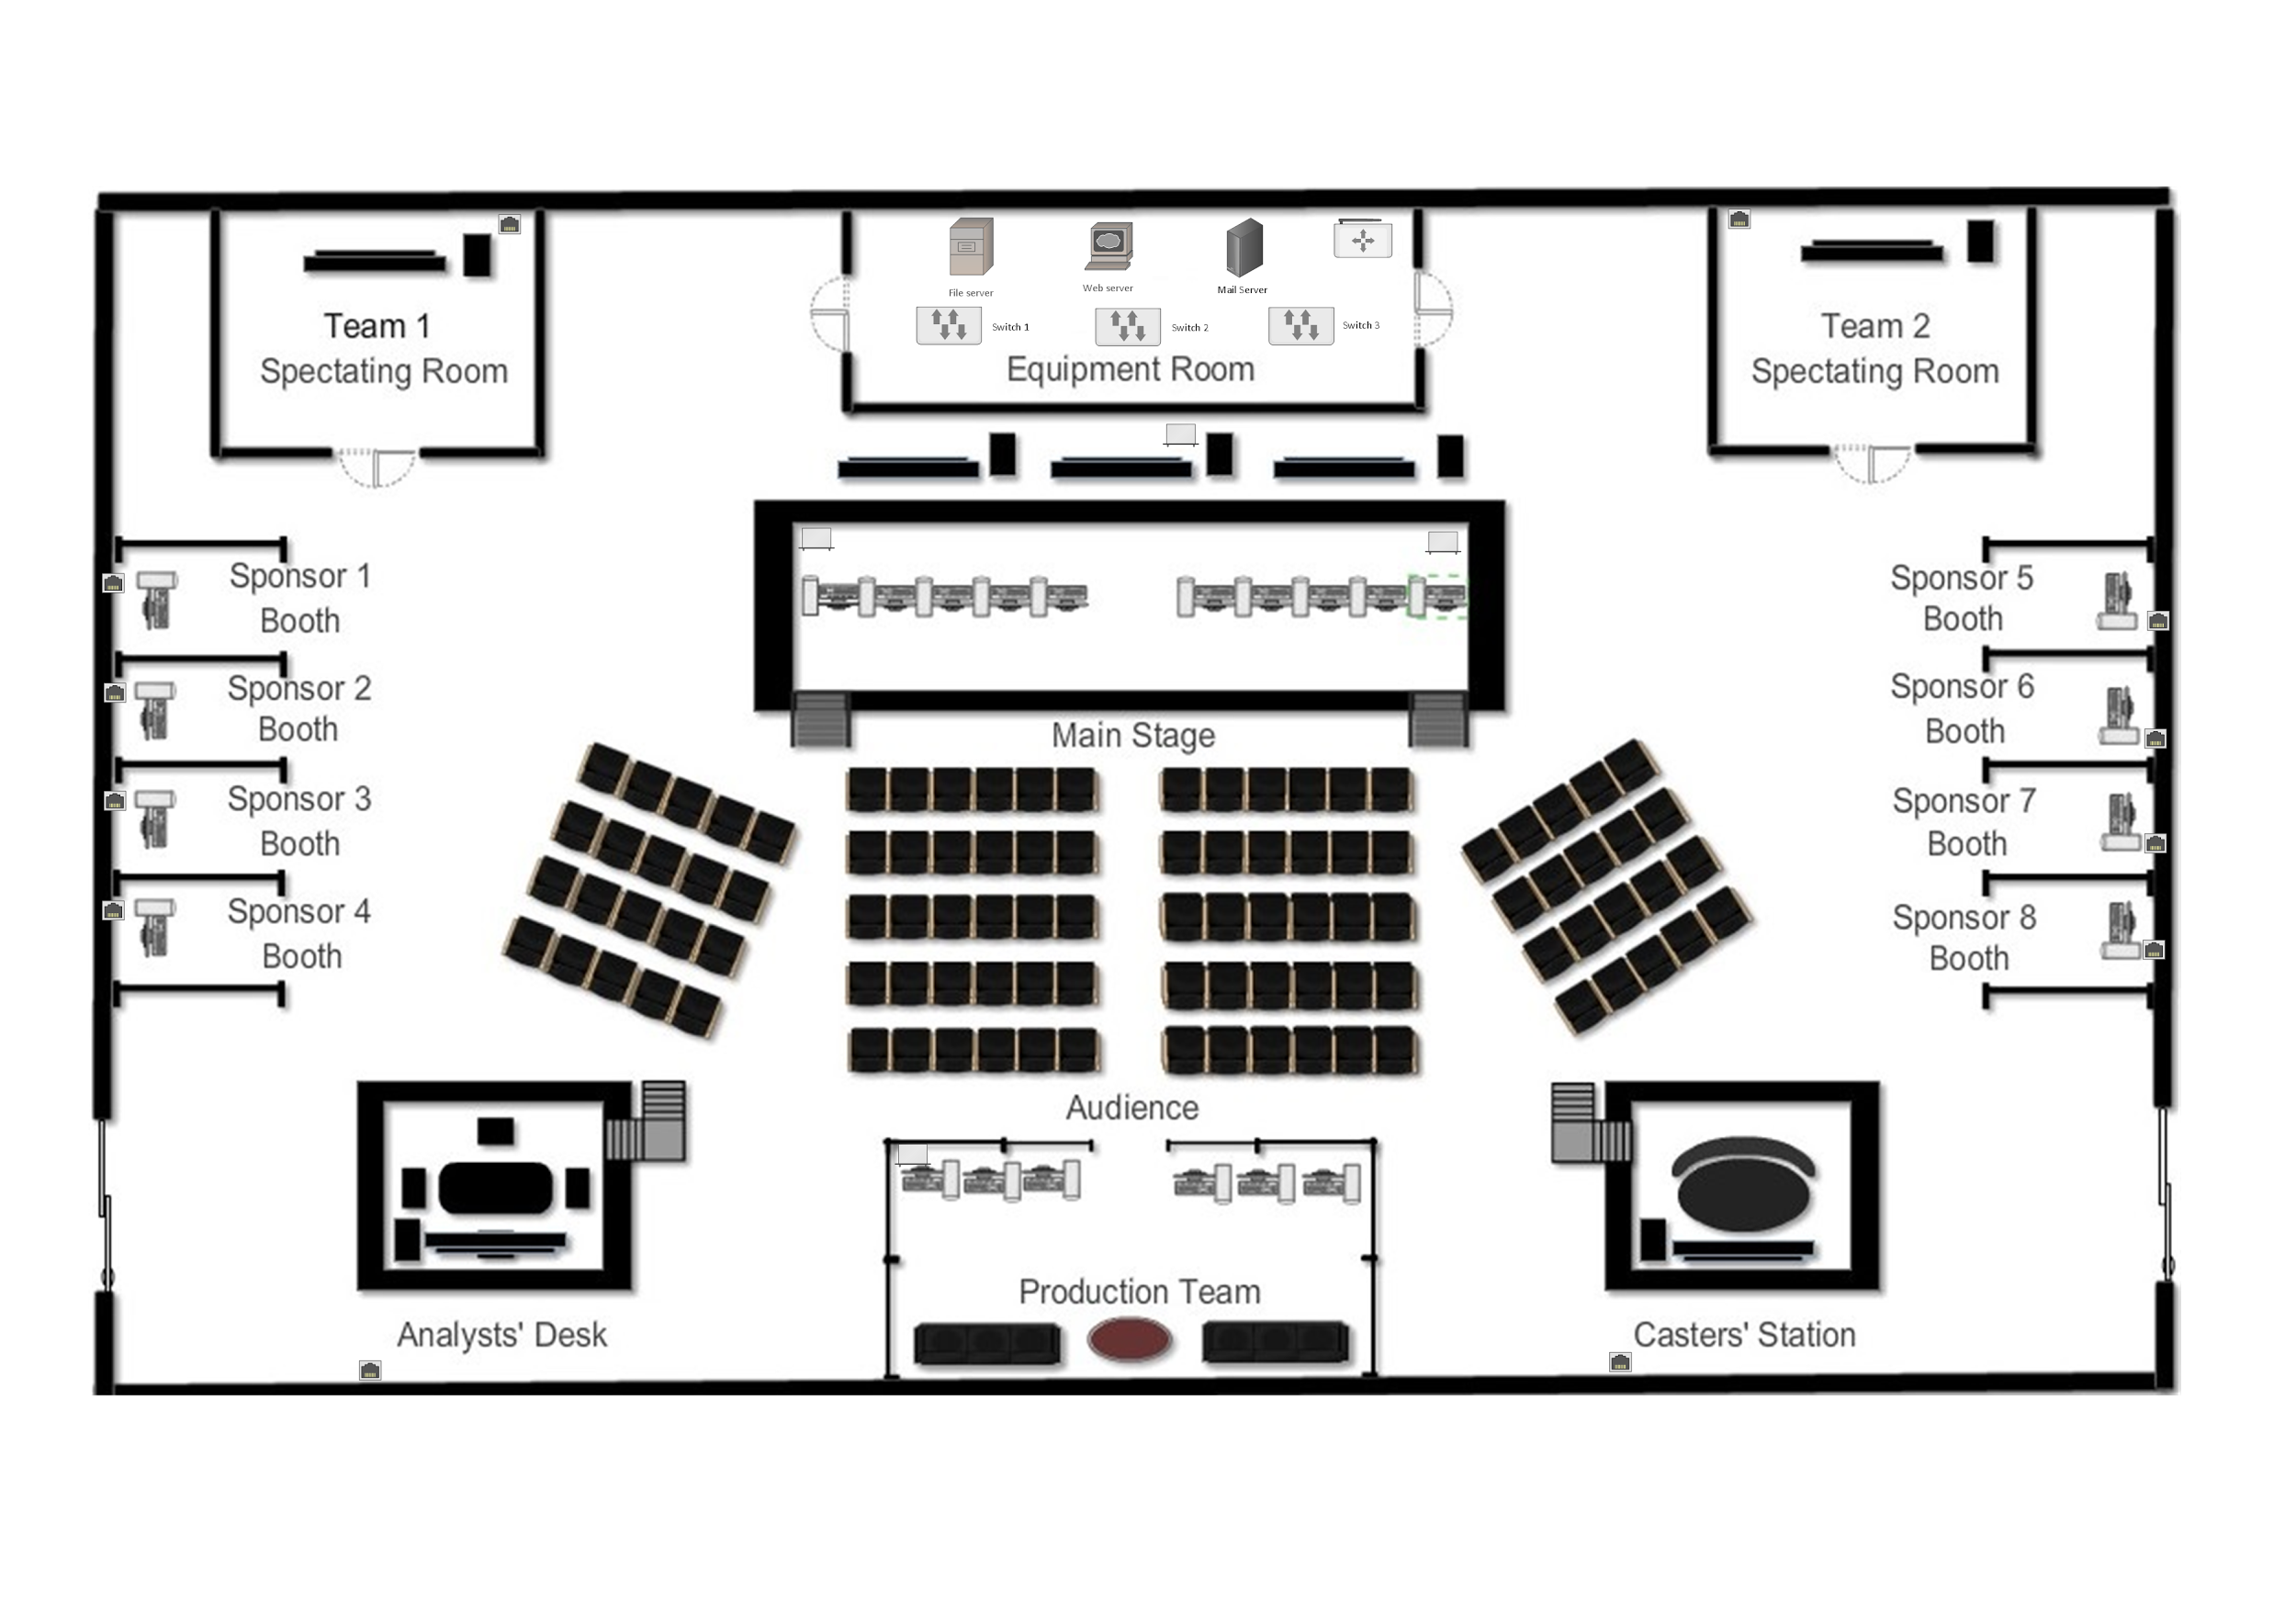 File server
Web server
Mail Server
Switch 1
Switch 2
Switch 3
Equipment Room
Team 1
Spectating Room
Team 2
Spectating Room
Sponsor 1
Booth
Sponsor 2
Booth
Sponsor 3
Booth
Sponsor 4
Booth
Sponsor 5
Booth
Sponsor 6
Booth
Sponsor 7
Booth
Sponsor 8
Booth
Main Stage
Audience
Production Team
Analysts' Desk
Casters' Station